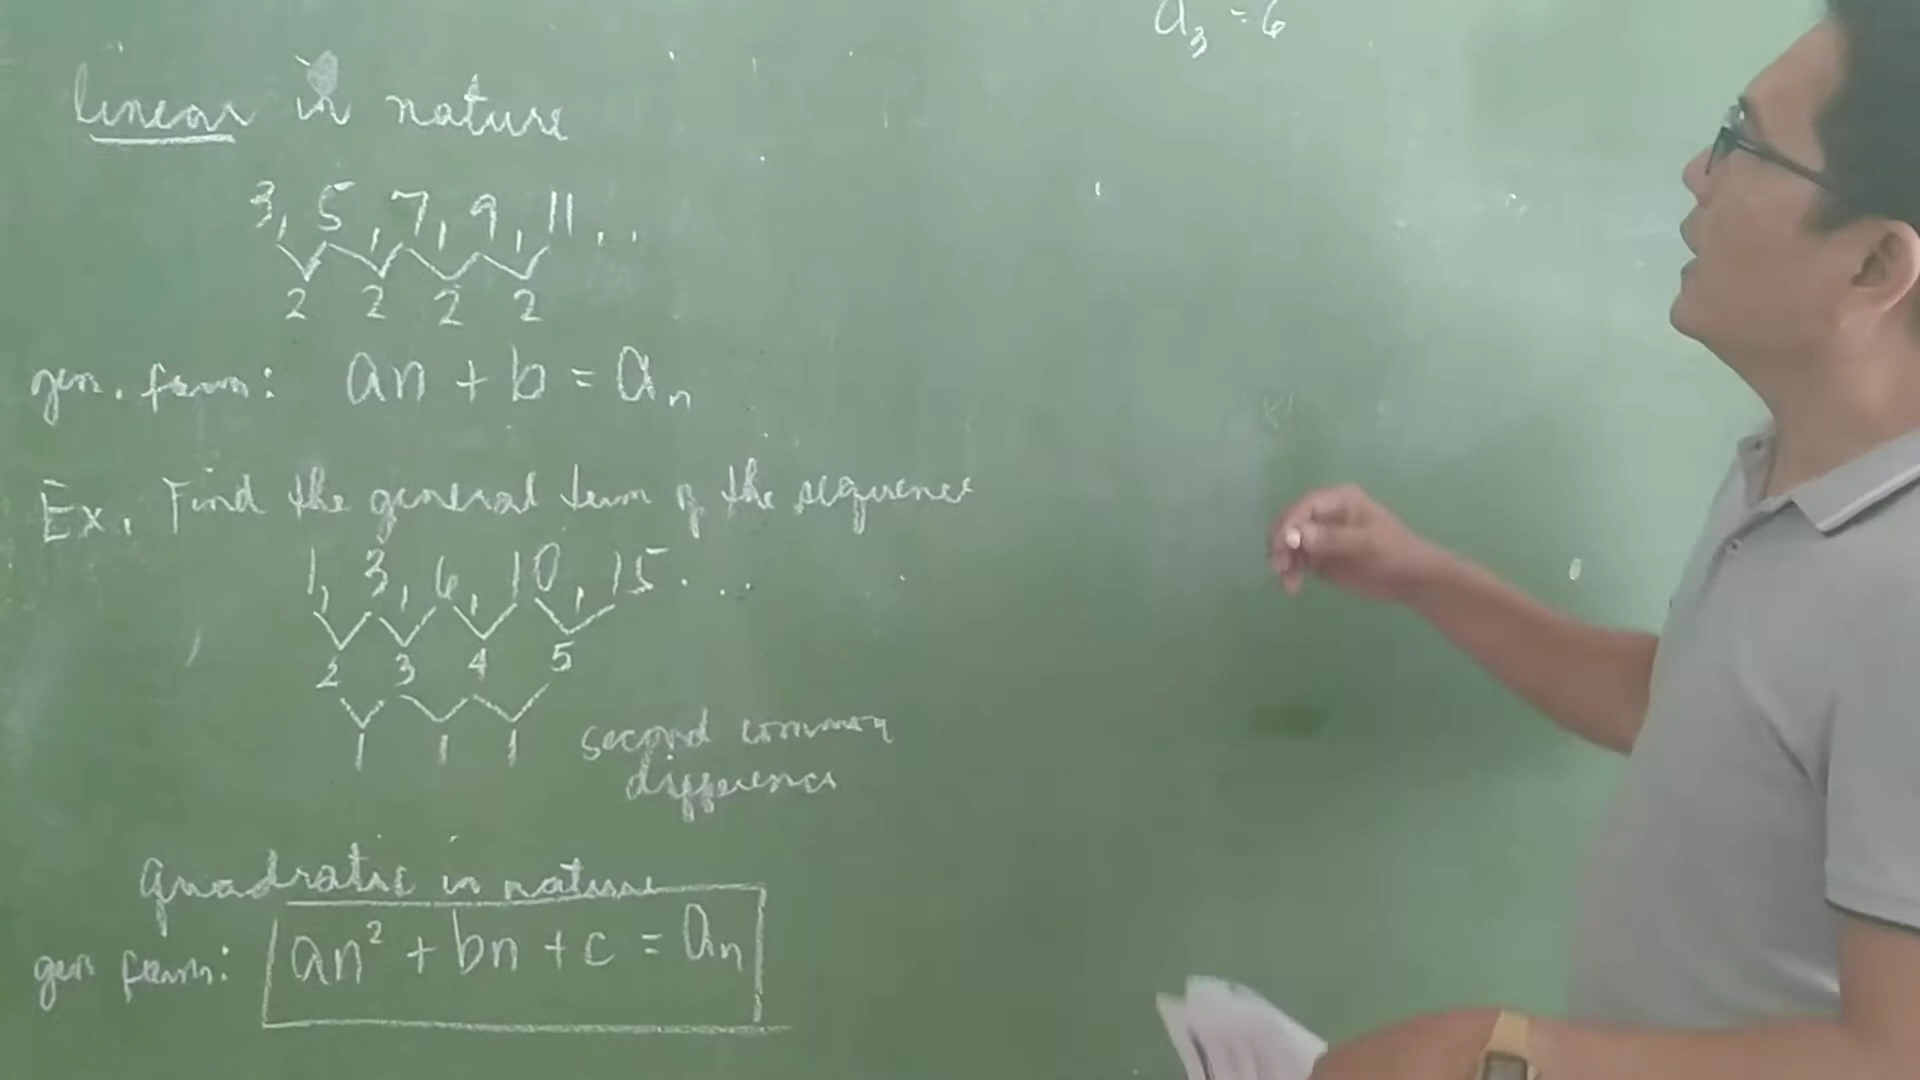 linear in nature
3, 5, 7, 9, 11, . .
2 2 2 2
gen. form: an + b = aₙ
Ex. Find the general term of the sequence
1, 3, 6, 10, 15 . . .
2 3 4 5
1 1 1
second common
difference
Quadratic in nature
gen form: an² + bn + c = aₙ
a₃ = 6